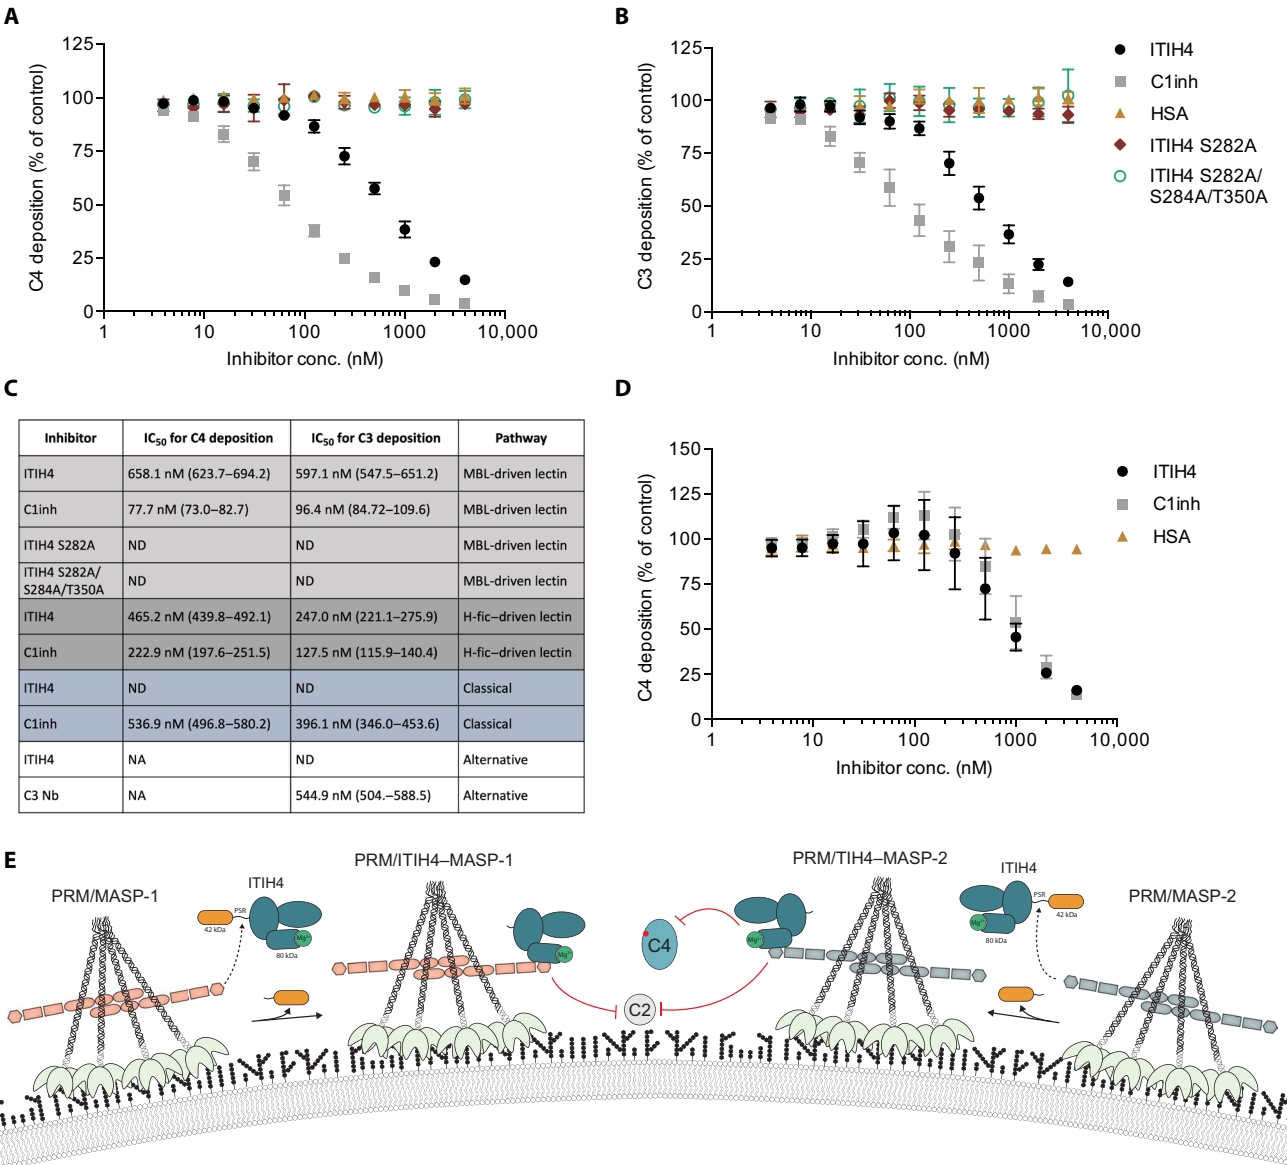 A
C4 deposition (% of control)
125
100
75
50
25
0
1
10
100
1000
10,000
Inhibitor conc. (nM)
B
C3 deposition (% of control)
125
100
75
50
25
0
1
10
100
1000
10,000
Inhibitor conc. (nM)
ITIH4
C1inh
HSA
ITIH4 S282A
ITIH4 S282A/
S284A/T350A
C
Inhibitor IC50 for C4 deposition IC50 for C3 deposition Pathway
ITIH4 658.1 nM (623.7–694.2) 597.1 nM (547.5–651.2) MBL-driven lectin
C1inh 77.7 nM (73.0–82.7) 96.4 nM (84.72–109.6) MBL-driven lectin
ITIH4 S282A ND ND MBL-driven lectin
ITIH4 S282A/
S284A/T350A ND ND MBL-driven lectin
ITIH4 465.2 nM (439.8–492.1) 247.0 nM (221.1–275.9) H-fic–driven lectin
C1inh 222.9 nM (197.6–251.5) 127.5 nM (115.9–140.4) H-fic–driven lectin
ITIH4 ND ND Classical
C1inh 536.9 nM (496.8–580.2) 396.1 nM (346.0–453.6) Classical
ITIH4 NA ND Alternative
C3 Nb NA 544.9 nM (504.–588.5) Alternative
D
C4 deposition (% of control)
150
125
100
75
50
25
0
1
10
100
1000
10,000
Inhibitor conc. (nM)
ITIH4
C1inh
HSA
E
PRM/MASP-1
ITIH4
PSR
42 kDa
Mg2+
80 kDa
PRM/ITIH4–MASP-1
Mg2+
C4
C2
PRM/TIH4–MASP-2
Mg2+
ITIH4
PSR
42 kDa
Mg2+
80 kDa
PRM/MASP-2